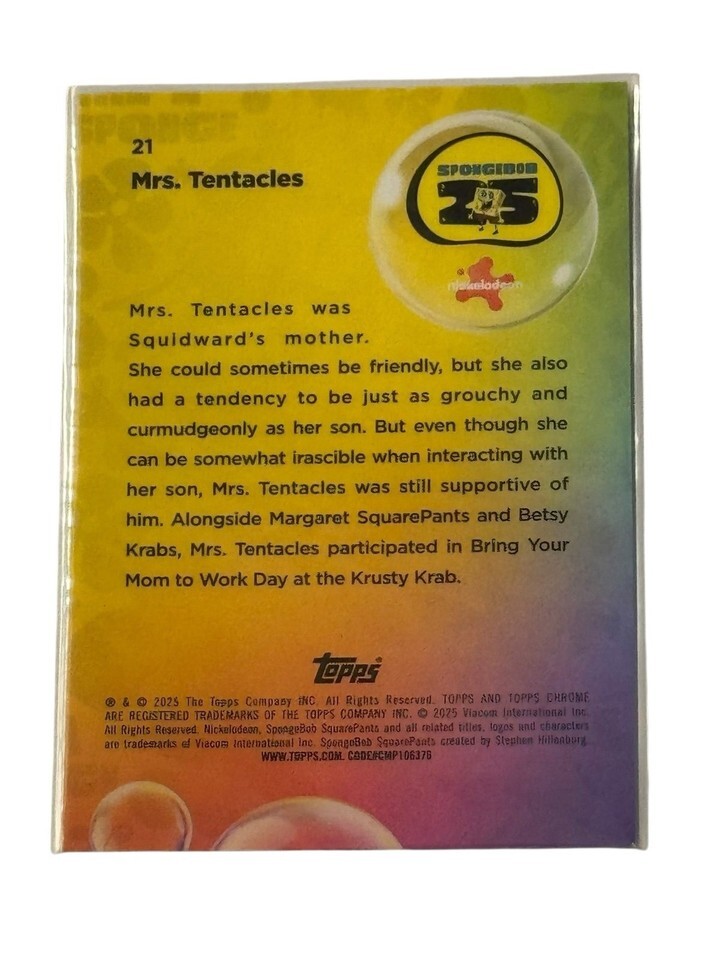 SPONGE
21
Mrs. Tentacles
SPONGEBOB
25
nickelodeon
Mrs. Tentacles was
Squidward's mother.
She could sometimes be friendly, but she also
had a tendency to be just as grouchy and
curmudgeonly as her son. But even though she
can be somewhat irascible when interacting with
her son, Mrs. Tentacles was still supportive of
him. Alongside Margaret SquarePants and Betsy
Krabs, Mrs. Tentacles participated in Bring Your
Mom to Work Day at the Krusty Krab.
Topps
® & © 2025 The Topps Company INC. All Rights Reserved. TOPPS AND TOPPS CHROME
ARE REGISTERED TRADEMARKS OF THE TOPPS COMPANY INC. © 2025 Viacom International Inc.
All Rights Reserved. Nickelodeon, SpongeBob SquarePants and all related titles, logos and characters
are trademarks of Viacom International Inc. SpongeBob SquarePants created by Stephen Hillenburg.
WWW.TOPPS.COM. CODE#CMP106376